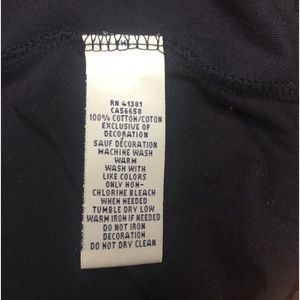 RN 41381
CA56658
100% COTTON/COTON
EXCLUSIVE OF
DECORATION
SAUF DÉCORATION
MACHINE WASH
WARM
WASH WITH
LIKE COLORS
ONLY NON-
CHLORINE BLEACH
WHEN NEEDED
TUMBLE DRY LOW
WARM IRON IF NEEDED
DO NOT IRON
DECORATION
DO NOT DRY CLEAN